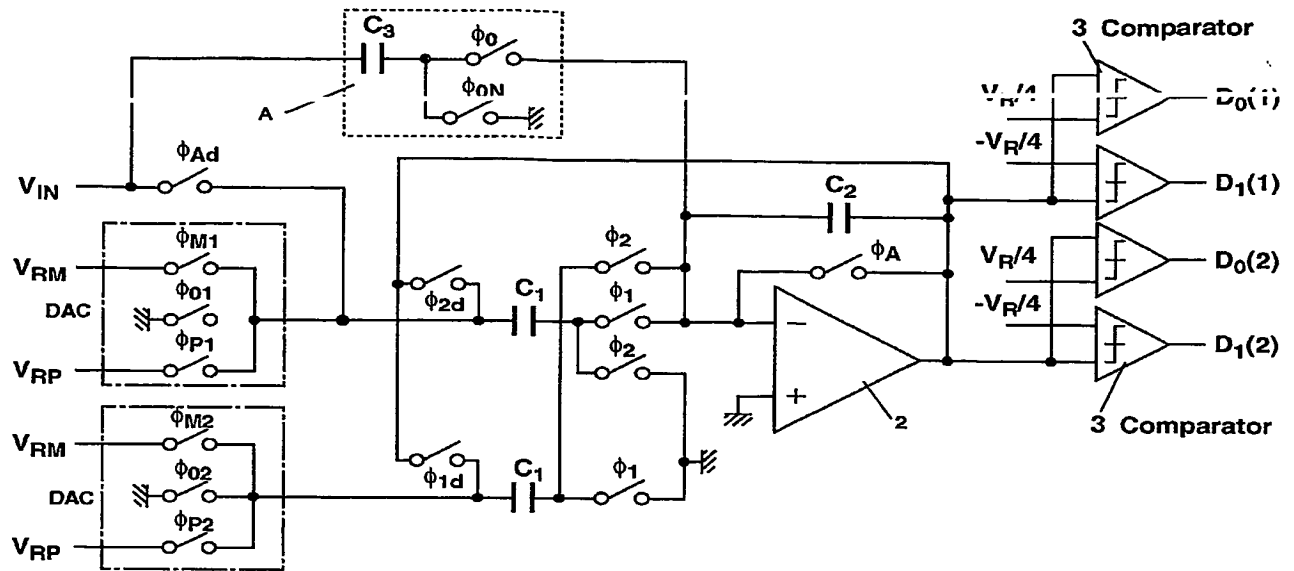 3 Comparator
C3
ϕ0
ϕ0N
A
VR/4
D0(1)
-VR/4
D1(1)
ϕAd
VIN
C2
ϕM1
VRM
ϕ2
ϕA
VR/4
D0(2)
DAC
ϕ01
ϕ2d
C1
ϕ1
-VR/4
ϕP1
VRP
ϕ2
D1(2)
2
3 Comparator
ϕM2
VRM
ϕ1d
C1
ϕ1
DAC
ϕ02
ϕP2
VRP